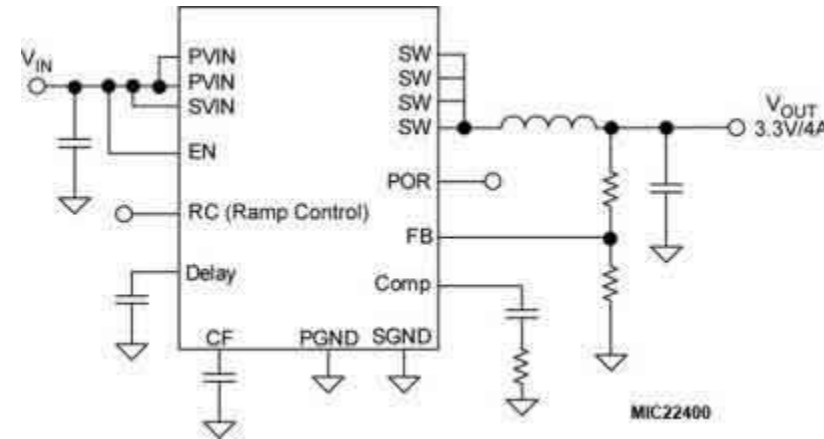 VIN
PVIN
PVIN
SVIN
EN
RC (Ramp Control)
Delay
CF
PGND
SGND
SW
SW
SW
SW
POR
FB
Comp
VOUT
3.3V/4A
MIC22400